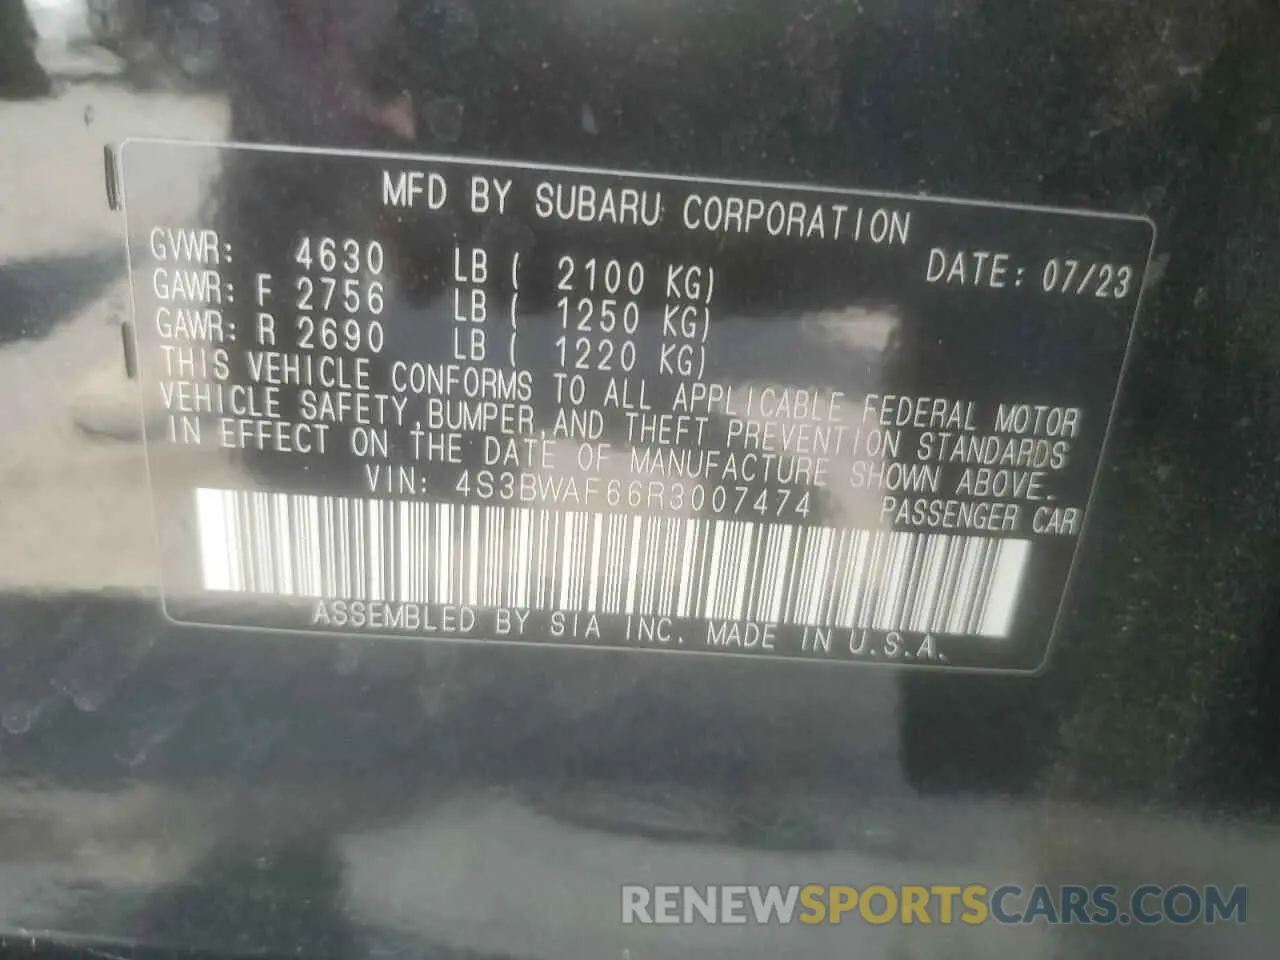 MFD BY SUBARU CORPORATION
GVWR: 4630 LB ( 2100 KG) DATE: 07/23
GAWR: F 2756 LB ( 1250 KG)
GAWR: R 2690 LB ( 1220 KG)
THIS VEHICLE CONFORMS TO ALL APPLICABLE FEDERAL MOTOR
VEHICLE SAFETY,BUMPER,AND THEFT PREVENTION STANDARDS
IN EFFECT ON THE DATE OF MANUFACTURE SHOWN ABOVE.
VIN: 4S3BWAF66R3007474 PASSENGER CAR
ASSEMBLED BY SIA INC. MADE IN U.S.A.
RENEWSPORTSCARS.COM